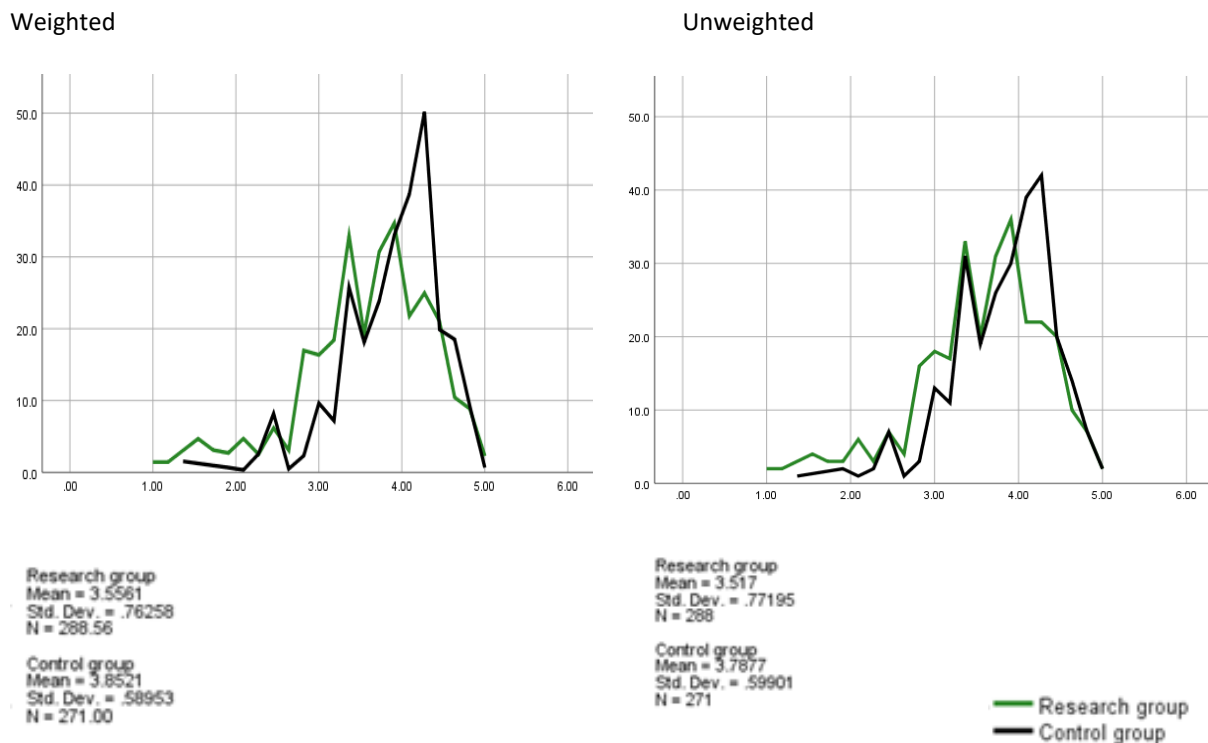 Weighted
Unweighted
50.0
40.0
30.0
20.0
10.0
0.0
.00 1.00 2.00 3.00 4.00 5.00 6.00
50.0
40.0
30.0
20.0
10.0
0.0
.00 1.00 2.00 3.00 4.00 5.00 6.00
Research group
Mean = 3.5561
Std. Dev. = .76258
N = 288.56
Control group
Mean = 3.8521
Std. Dev. = .58953
N = 271.00
Research group
Mean = 3.517
Std. Dev. = .77195
N = 288
Control group
Mean = 3.7877
Std. Dev. = .59901
N = 271
Research group
Control group